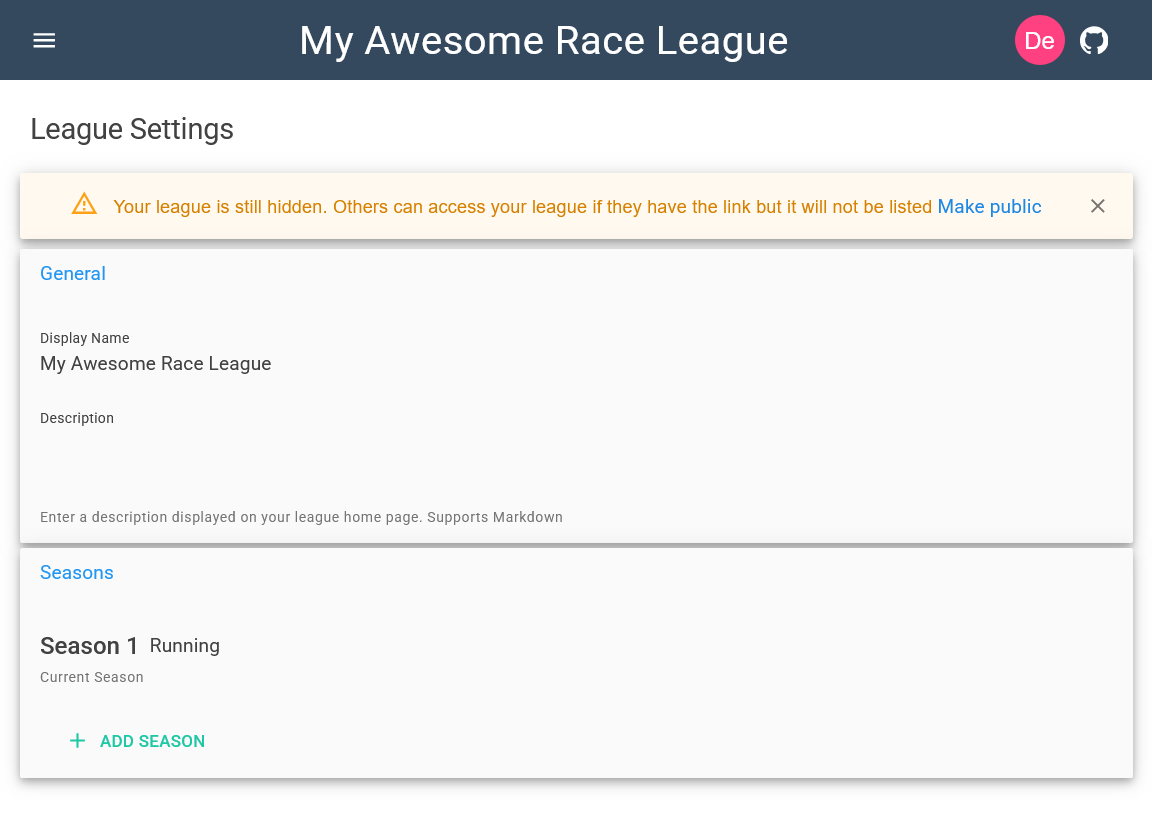 My Awesome Race League
De
League Settings
Your league is still hidden. Others can access your league if they have the link but it will not be listed Make public
General
Display Name
My Awesome Race League
Description
Enter a description displayed on your league home page. Supports Markdown
Seasons
Season 1 Running
Current Season
ADD SEASON